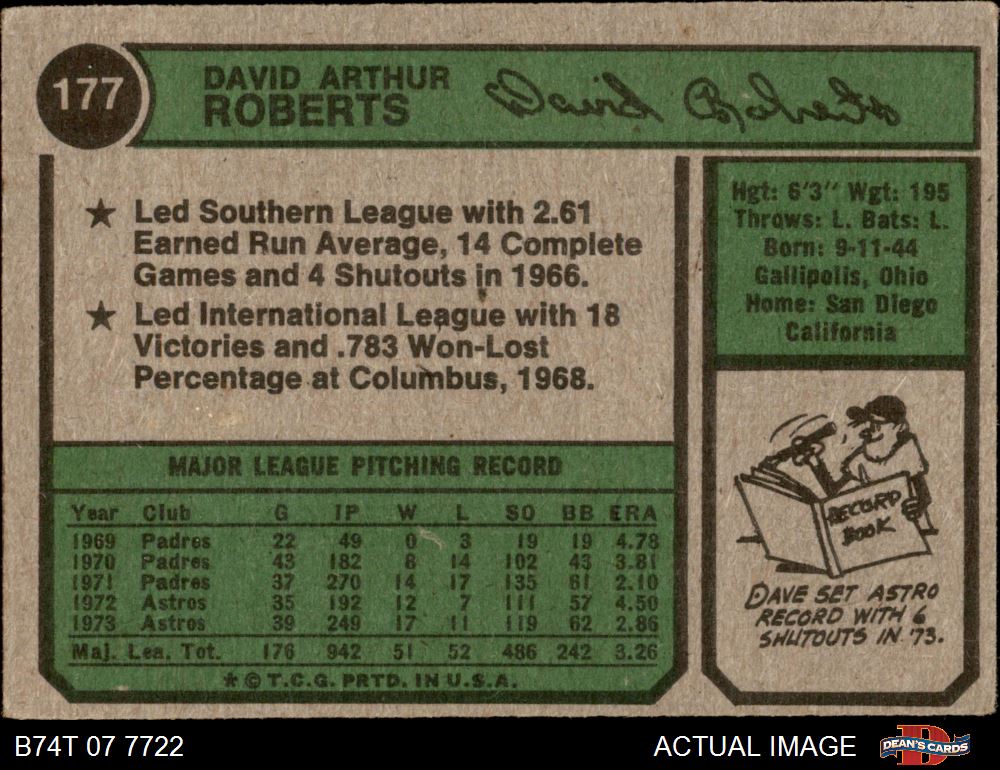 177
DAVID ARTHUR
ROBERTS
David Roberts
★ Led Southern League with 2.61
Earned Run Average, 14 Complete
Games and 4 Shutouts in 1966.
★ Led International League with 18
Victories and .783 Won-Lost
Percentage at Columbus, 1968.
Hgt: 6'3" Wgt: 195
Throws: L. Bats: L.
Born: 9-11-44
Gallipolis, Ohio
Home: San Diego
California
MAJOR LEAGUE PITCHING RECORD
Year Club G IP W L SO BB ERA
1969 Padres 22 49 0 3 19 19 4.78
1970 Padres 43 182 8 14 102 43 3.81
1971 Padres 37 270 14 17 135 61 2.10
1972 Astros 35 192 12 7 111 57 4.50
1973 Astros 39 249 17 11 119 62 2.86
Maj. Lea. Tot. 176 942 51 52 486 242 3.26
★ © T.C.G. PRTD. IN U.S.A.
RECORD
BOOK
DAVE SET ASTRO
RECORD WITH 6
SHUTOUTS IN '73.
B74T 07 7722
ACTUAL IMAGE
DEAN'S CARDS